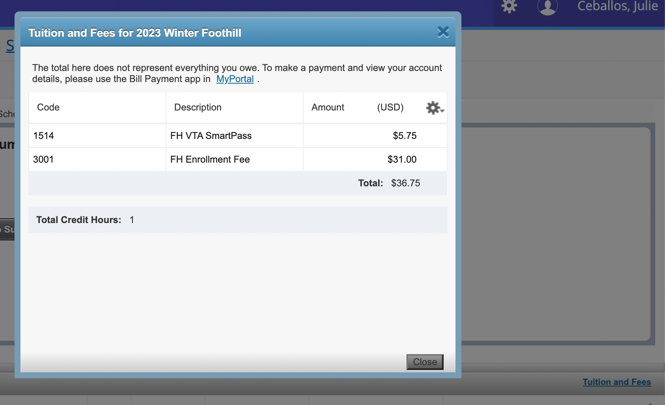 Ceballos, Julie
Tuition and Fees for 2023 Winter Foothill
The total here does not represent everything you owe. To make a payment and view your account
details, please use the Bill Payment app in MyPortal .
Code Description Amount (USD)
1514 FH VTA SmartPass $5.75
3001 FH Enrollment Fee $31.00
Total: $36.75
Total Credit Hours: 1
Close
Tuition and Fees